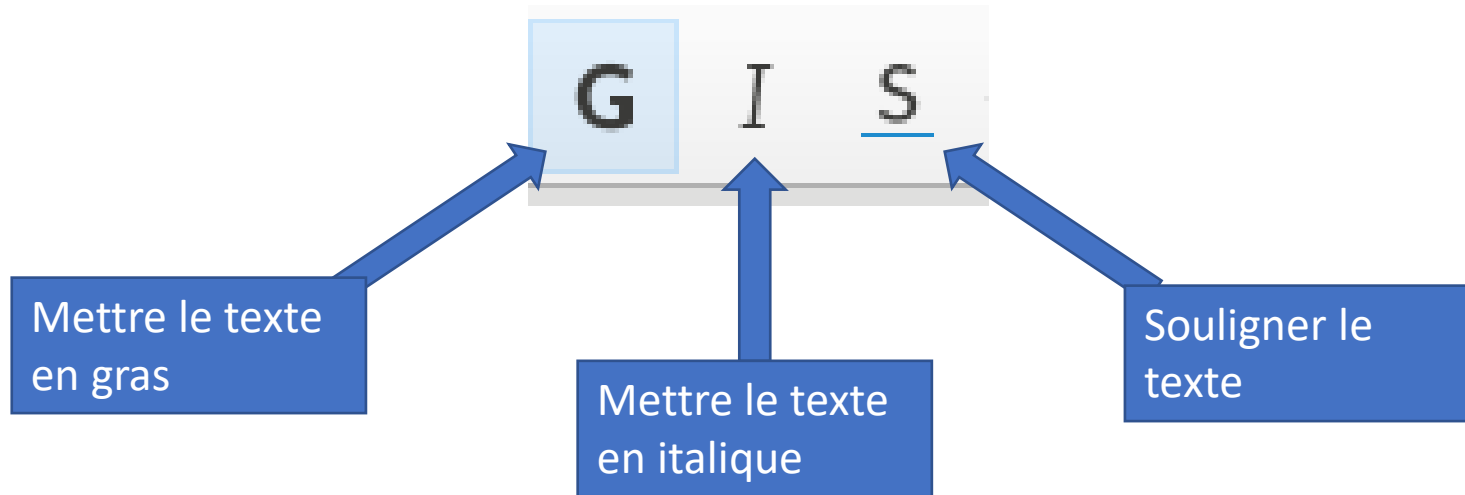 G I S
Mettre le texte
en gras
Mettre le texte
en italique
Souligner le
texte